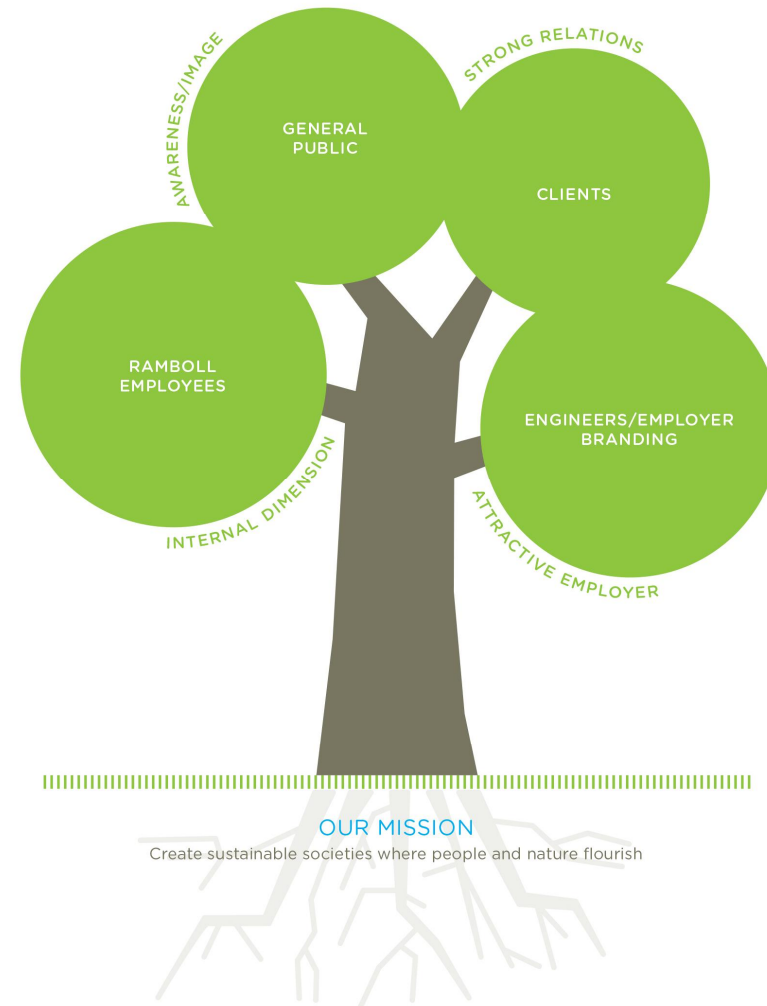 AWARENESS/IMAGE
GENERAL
PUBLIC
STRONG RELATIONS
CLIENTS
RAMBOLL
EMPLOYEES
INTERNAL DIMENSION
ENGINEERS/EMPLOYER
BRANDING
ATTRACTIVE EMPLOYER
OUR MISSION
Create sustainable societies where people and nature flourish